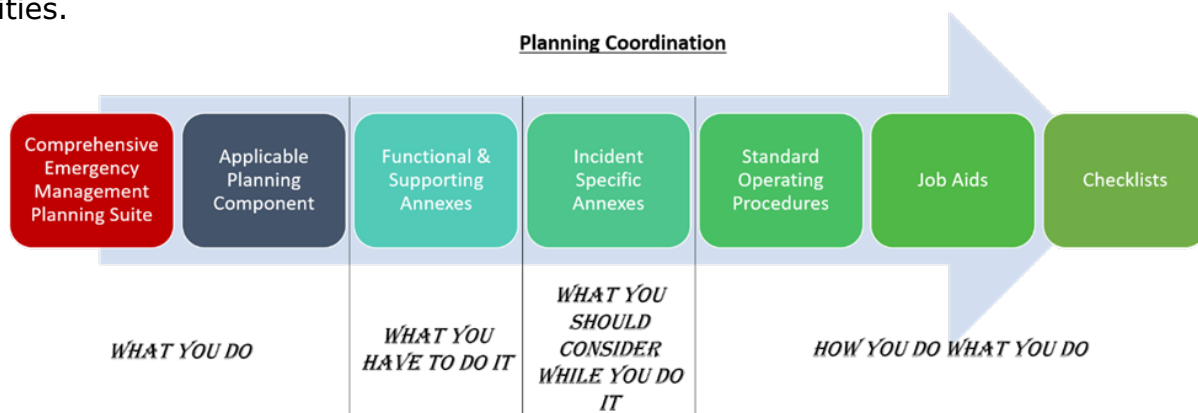 ities.
Planning Coordination
Comprehensive
Emergency
Management
Planning Suite
Applicable
Planning
Component
Functional &
Supporting
Annexes
Incident
Specific
Annexes
Standard
Operating
Procedures
Job Aids
Checklists
WHAT YOU DO
WHAT YOU
HAVE TO DO IT
WHAT YOU
SHOULD
CONSIDER
WHILE YOU DO
IT
HOW YOU DO WHAT YOU DO